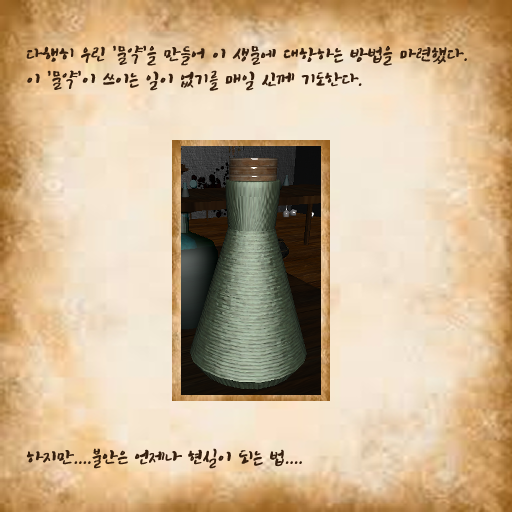 다행히 우린 '물약'을 만들어 이 생물에 대항하는 방법을 마련했다.
이 '물약'이 쓰이는 일이 없기를 매일 신께 기도한다.
하지만....불안은 언제나 현실이 되는 법....